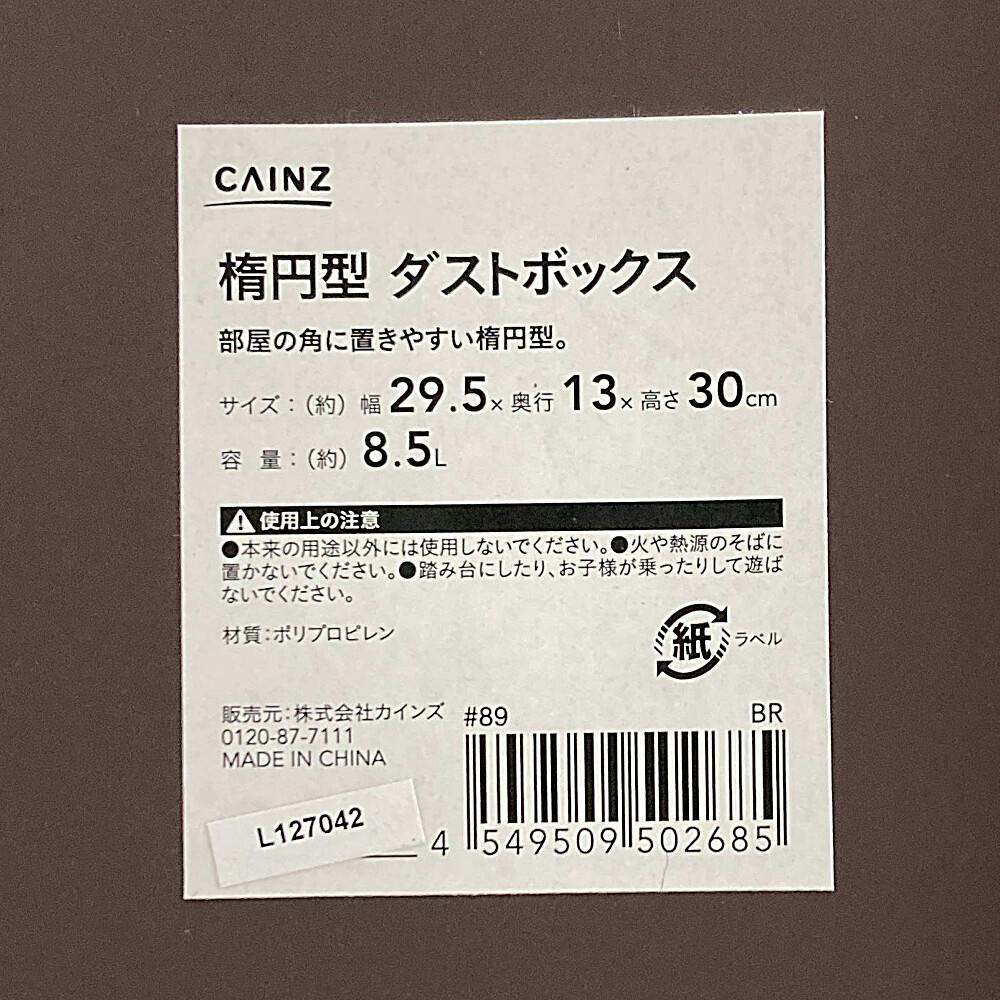 CAINZ
楕円型 ダストボックス
部屋の角に置きやすい楕円型。
サイズ：（約） 幅 29.5× 奥行 13× 高さ 30cm
容 量：（約） 8.5L
使用上の注意
●本来の用途以外には使用しないでください。●火や熱源のそばに
置かないでください。●踏み台にしたり、お子様が乗ったりして遊ば
ないでください。
材質：ポリプロピレン
紙 ラベル
販売元：株式会社カインズ
0120-87-7111
MADE IN CHINA
#89 BR
L127042
4 549509 502685